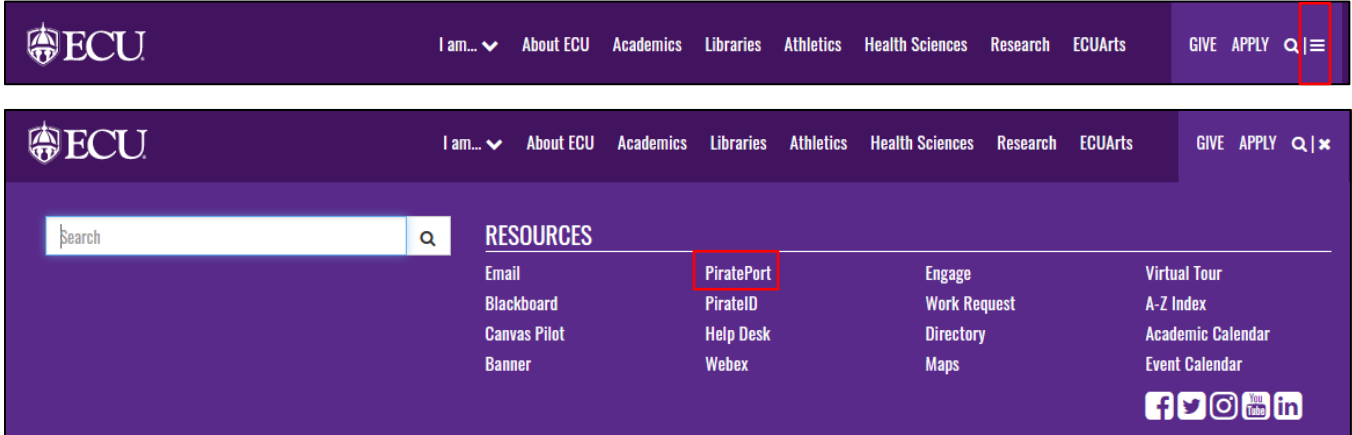 ECU I am... About ECU Academics Libraries Athletics Health Sciences Research ECUArts GIVE APPLY |
ECU I am... About ECU Academics Libraries Athletics Health Sciences Research ECUArts GIVE APPLY |
Search
RESOURCES
Email PiratePort Engage Virtual Tour
Blackboard PirateID Work Request A-Z Index
Canvas Pilot Help Desk Directory Academic Calendar
Banner Webex Maps Event Calendar
You Tube in